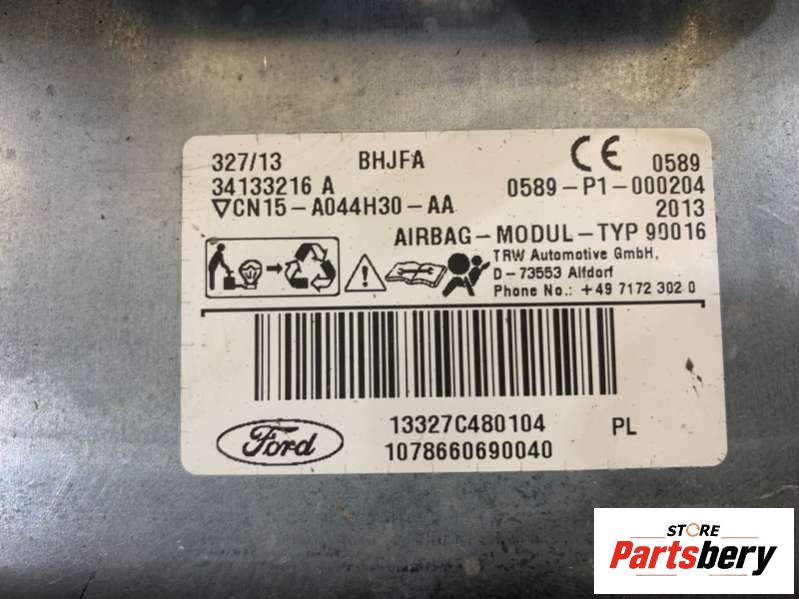 327/13 BHJFA CE 0589
34133216 A 0589-P1-000204
▽CN15-A044H30-AA 2013
AIRBAG-MODUL-TYP 90016
TRW Automotive GmbH,
D-73553 Alfdorf
Phone No.: +49 7172 302 0
13327C480104 PL
Ford
1078660690040
STORE
Partsbery